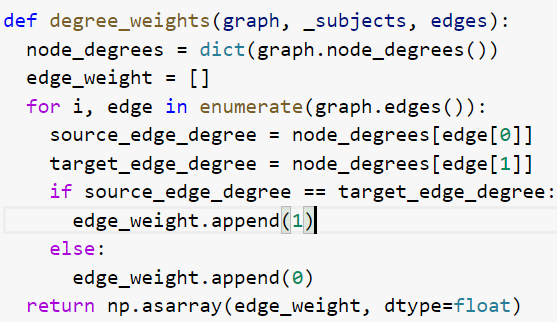 def degree_weights(graph, _subjects, edges):
  node_degrees = dict(graph.node_degrees())
  edge_weight = []
  for i, edge in enumerate(graph.edges()):
    source_edge_degree = node_degrees[edge[0]]
    target_edge_degree = node_degrees[edge[1]]
    if source_edge_degree == target_edge_degree:
      edge_weight.append(1)
    else:
      edge_weight.append(0)
  return np.asarray(edge_weight, dtype=float)